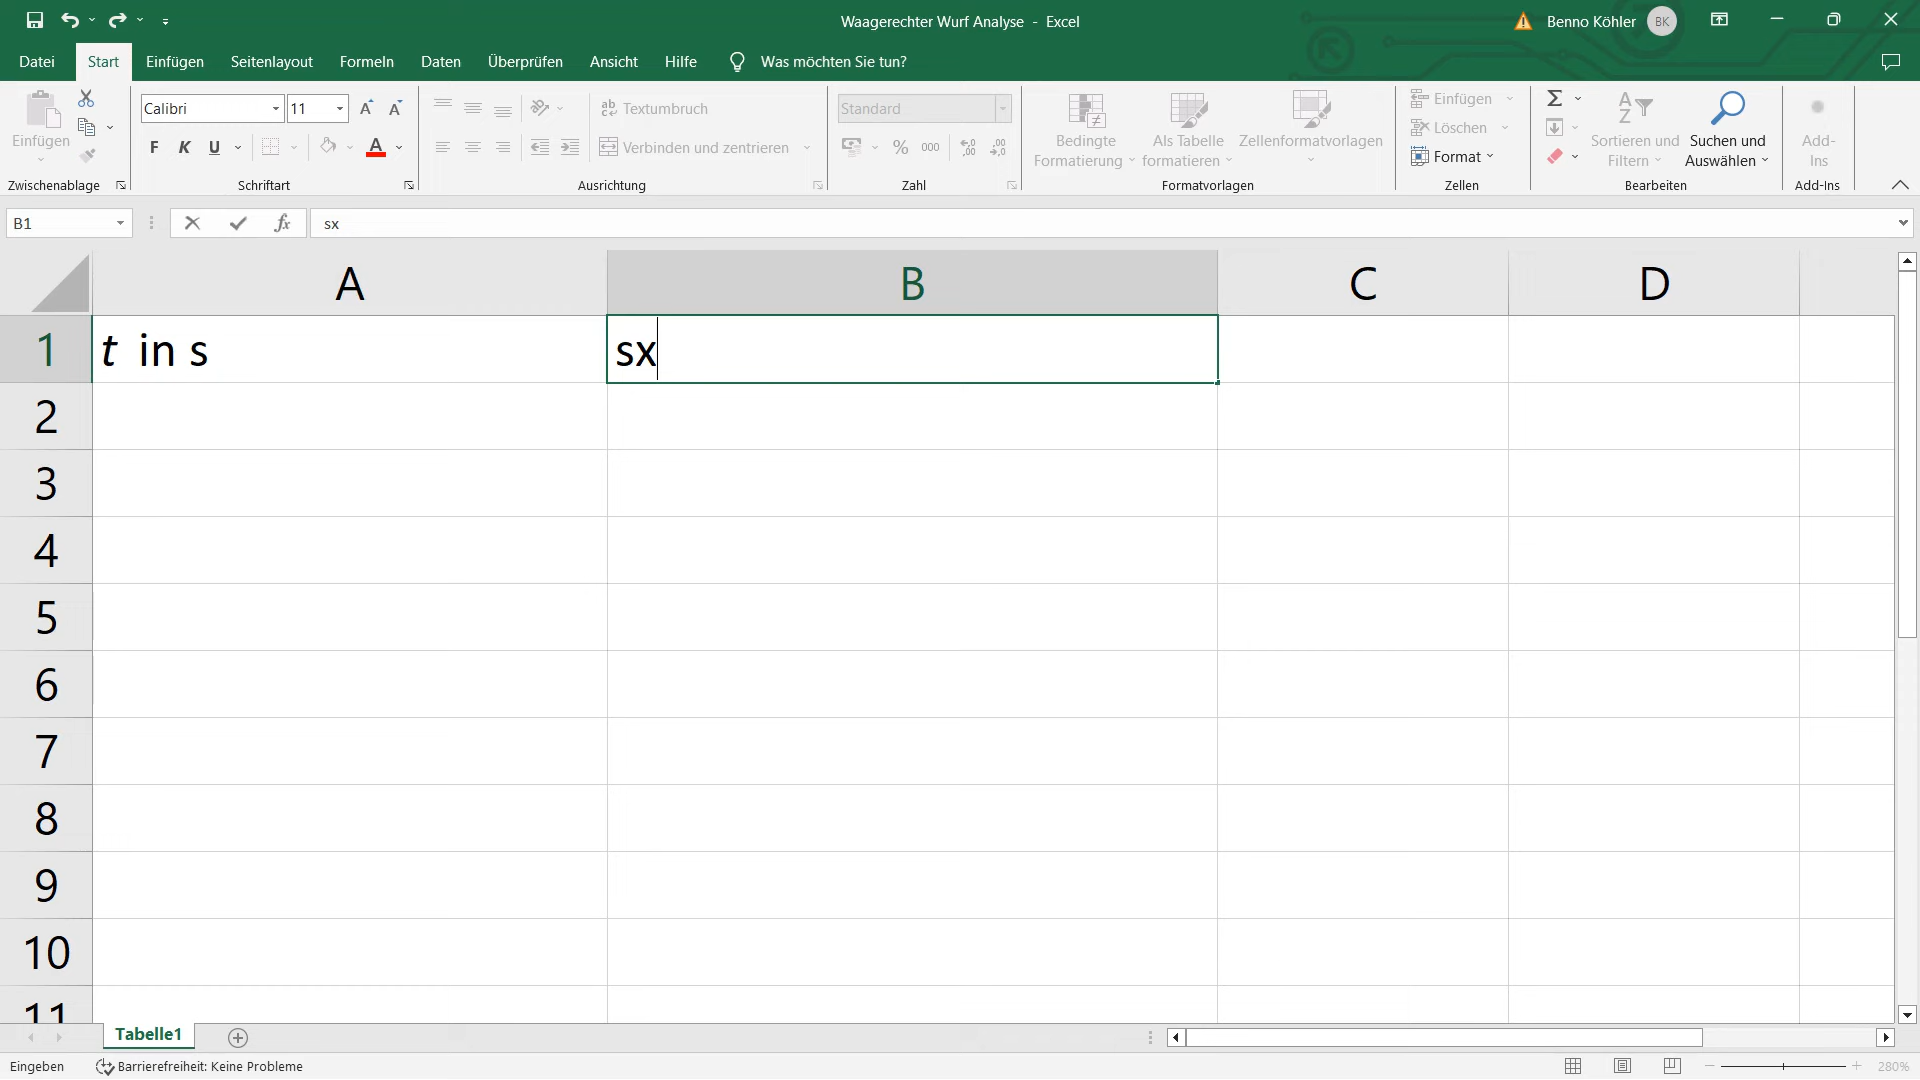 Waagerechter Wurf Analyse - Excel
Benno Köhler BK
Datei Start Einfügen Seitenlayout Formeln Daten Überprüfen Ansicht Hilfe Was möchten Sie tun?
Einfügen
Zwischenablage
Calibri 11
F K U A
Schriftart
ab Textumbruch
Verbinden und zentrieren
Ausrichtung
Standard
% 000
Zahl
Bedingte Formatierung
Als Tabelle formatieren
Zellenformatvorlagen
Formatvorlagen
Einfügen
Löschen
Format
Zellen
Σ
Sortieren und Filtern
Suchen und Auswählen
Bearbeiten
Add-Ins
Add-Ins
B1 fx sx
A B C D
1 t in s sx
2
3
4
5
6
7
8
9
10
11
Tabelle1
Eingeben Barrierefreiheit: Keine Probleme 280%